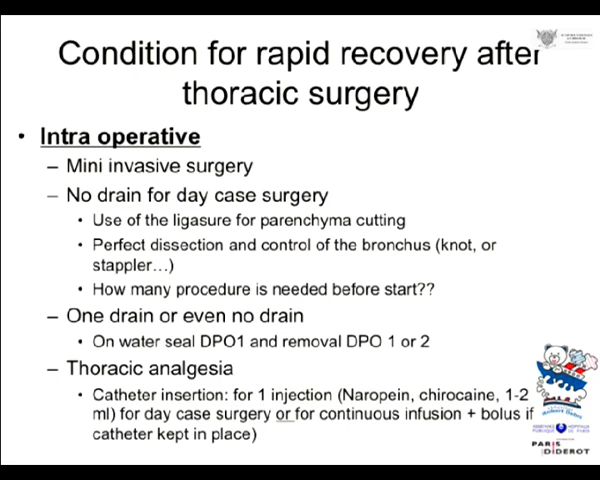 Condition for rapid recovery after
thoracic surgery
• Intra operative
– Mini invasive surgery
– No drain for day case surgery
• Use of the ligasure for parenchyma cutting
• Perfect dissection and control of the bronchus (knot, or
stappler…)
• How many procedure is needed before start??
– One drain or even no drain
• On water seal DPO1 and removal DPO 1 or 2
– Thoracic analgesia
• Catheter insertion: for 1 injection (Naropein, chirocaine, 1-2
ml) for day case surgery or for continuous infusion + bolus if
catheter kept in place)
PARIS
DIDEROT